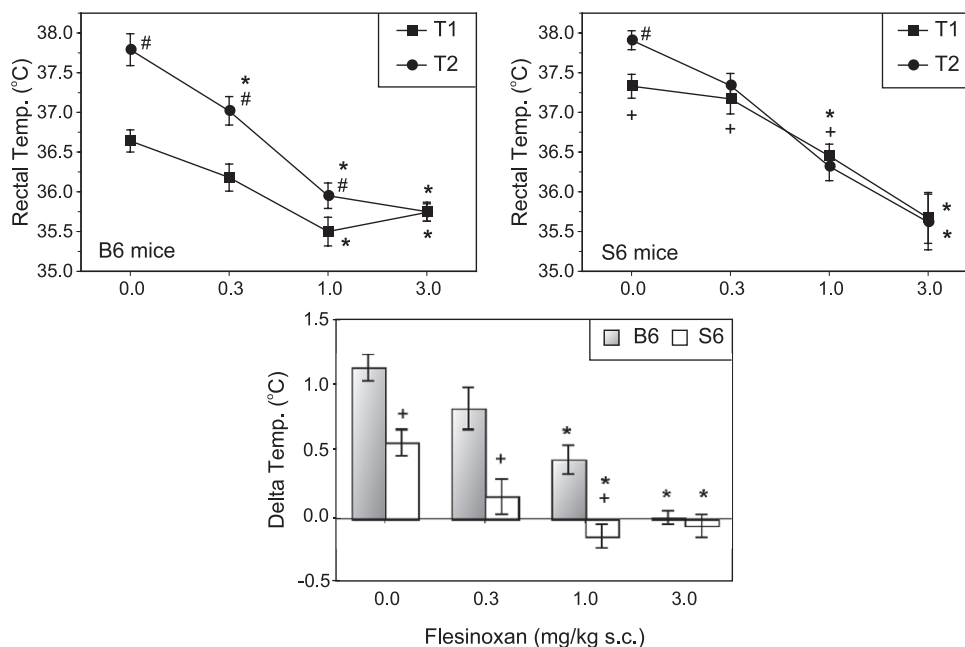 T1
T2
38.0
37.5
37.0
36.5
36.0
35.5
35.0
Rectal Temp. (°C)
#
*
#
*
#
*
*
*
B6 mice
0.0 0.3 1.0 3.0
T1
T2
38.0
37.5
37.0
36.5
36.0
35.5
35.0
Rectal Temp. (°C)
#
+
+
*
+
*
*
S6 mice
0.0 0.3 1.0 3.0
B6 S6
1.5
1.0
0.5
0.0
-0.5
Delta Temp. (°C)
+
+
*
*
+
* *
0.0 0.3 1.0 3.0
Flesinoxan (mg/kg s.c.)